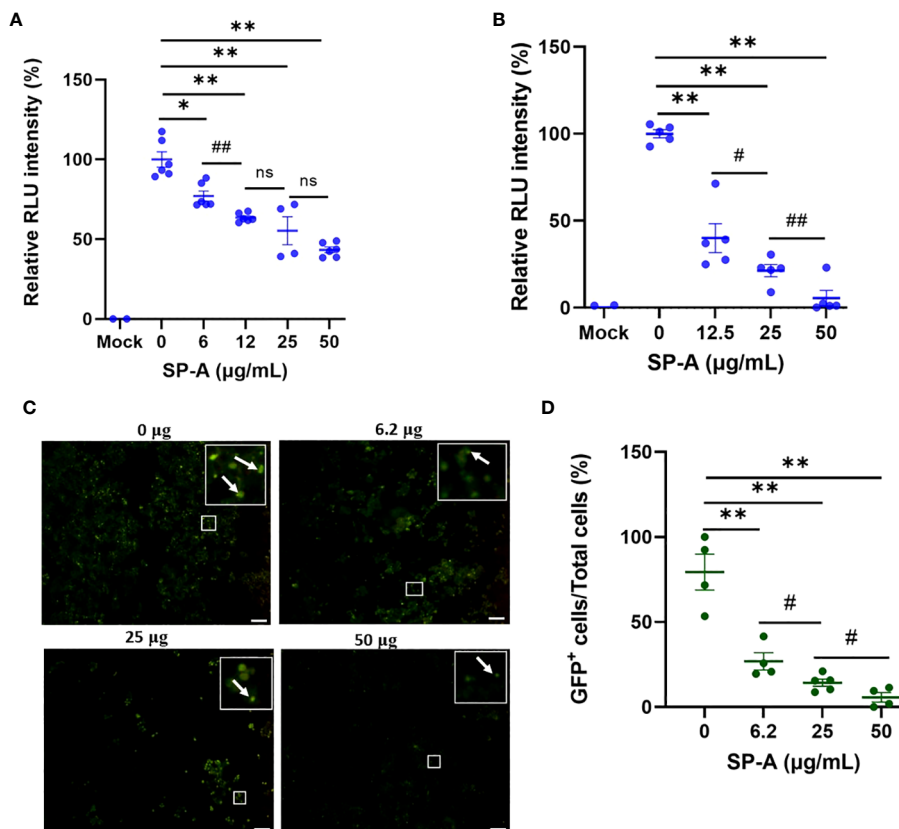 A
**
**
**
*
##
ns
ns
150
100
50
0
Relative RLU intensity (%)
Mock 0 6 12 25 50
SP-A (µg/mL)
B
**
**
**
#
##
150
100
50
0
Relative RLU intensity (%)
Mock 0 12.5 25 50
SP-A (µg/mL)
C
0 µg
6.2 µg
25 µg
50 µg
D
**
**
**
#
#
150
100
50
0
GFP⁺ cells/Total cells (%)
0 6.2 25 50
SP-A (µg/mL)